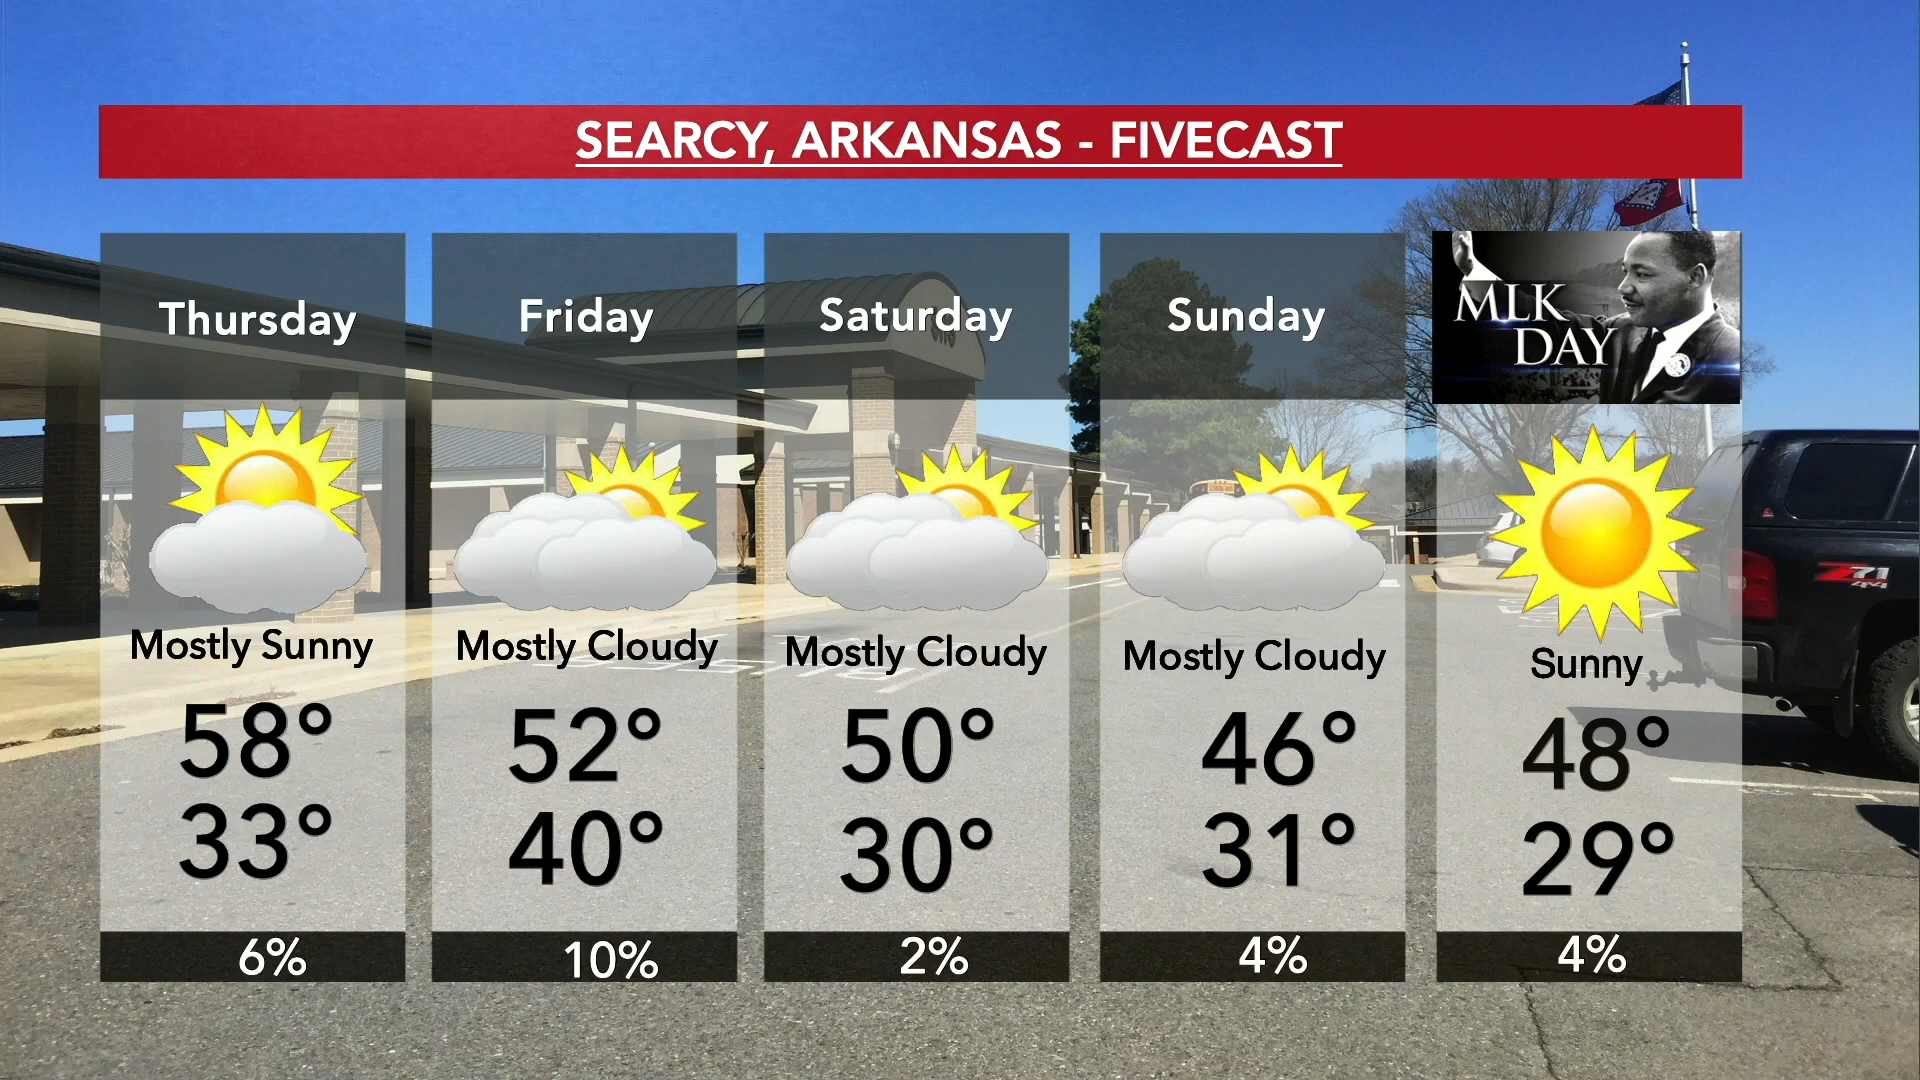 SEARCY, ARKANSAS - FIVECAST
Thursday
Mostly Sunny
58°
33°
6%
Friday
Mostly Cloudy
52°
40°
10%
Saturday
Mostly Cloudy
50°
30°
2%
Sunday
Mostly Cloudy
46°
31°
4%
MLK
DAY
Sunny
48°
29°
4%
Z71
4x4